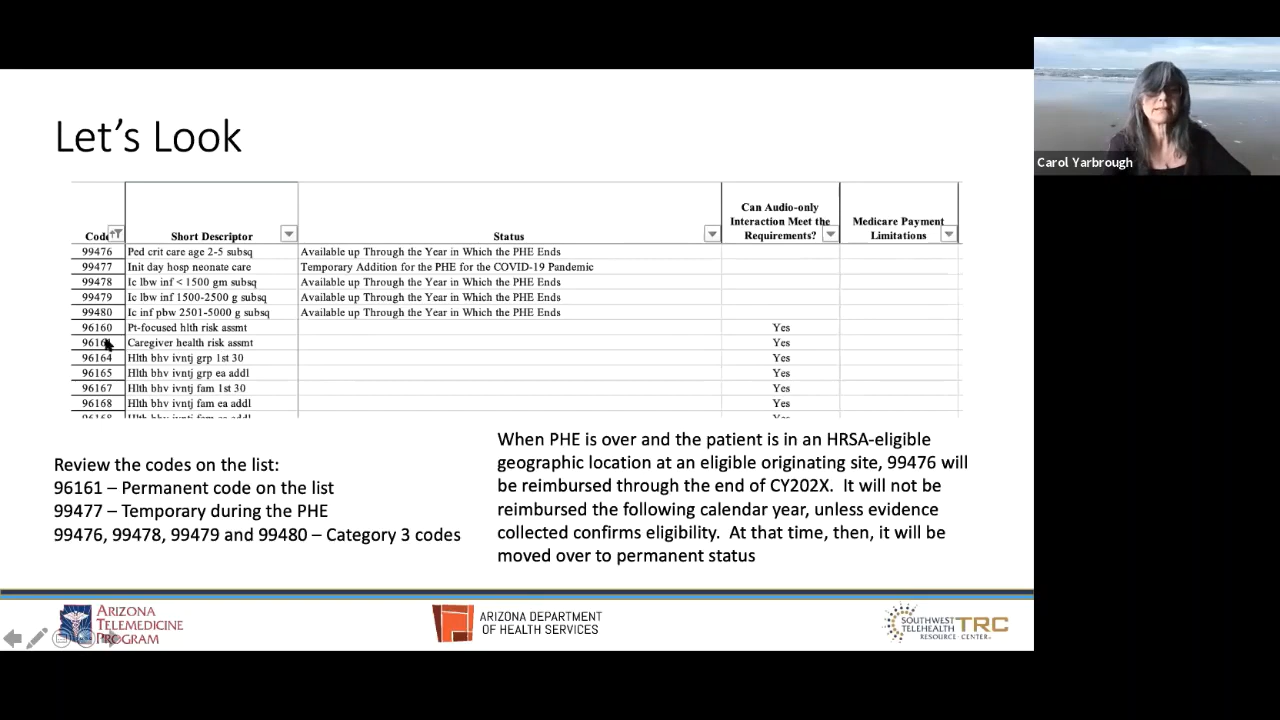 Let's Look
Can Audio-only
Interaction Meet the
Requirements?
Medicare Payment
Limitations
Code Short Descriptor Status
99476 Ped crit care age 2-5 subsq Available up Through the Year in Which the PHE Ends
99477 Init day hosp neonate care Temporary Addition for the PHE for the COVID-19 Pandemic
99478 Ic lbw inf < 1500 gm subsq Available up Through the Year in Which the PHE Ends
99479 Ic lbw inf 1500-2500 g subsq Available up Through the Year in Which the PHE Ends
99480 Ic inf pbw 2501-5000 g subsq Available up Through the Year in Which the PHE Ends
96160 Pt-focused hlth risk assmt Yes
96161 Caregiver health risk assmt Yes
96164 Hlth bhv ivntj grp 1st 30 Yes
96165 Hlth bhv ivntj grp ea addl Yes
96167 Hlth bhv ivntj fam 1st 30 Yes
96168 Hlth bhv ivntj fam ea addl Yes
96168 Hlth bhv ivntj fam ea addl Yes
Review the codes on the list:
96161 – Permanent code on the list
99477 – Temporary during the PHE
99476, 99478, 99479 and 99480 – Category 3 codes
When PHE is over and the patient is in an HRSA-eligible
geographic location at an eligible originating site, 99476 will
be reimbursed through the end of CY202X. It will not be
reimbursed the following calendar year, unless evidence
collected confirms eligibility. At that time, then, it will be
moved over to permanent status
ARIZONA
TELEMEDICINE
PROGRAM
ARIZONA DEPARTMENT
OF HEALTH SERVICES
SOUTHWEST
TELEHEALTH
RESOURCE CENTER
TRC
Carol Yarbrough